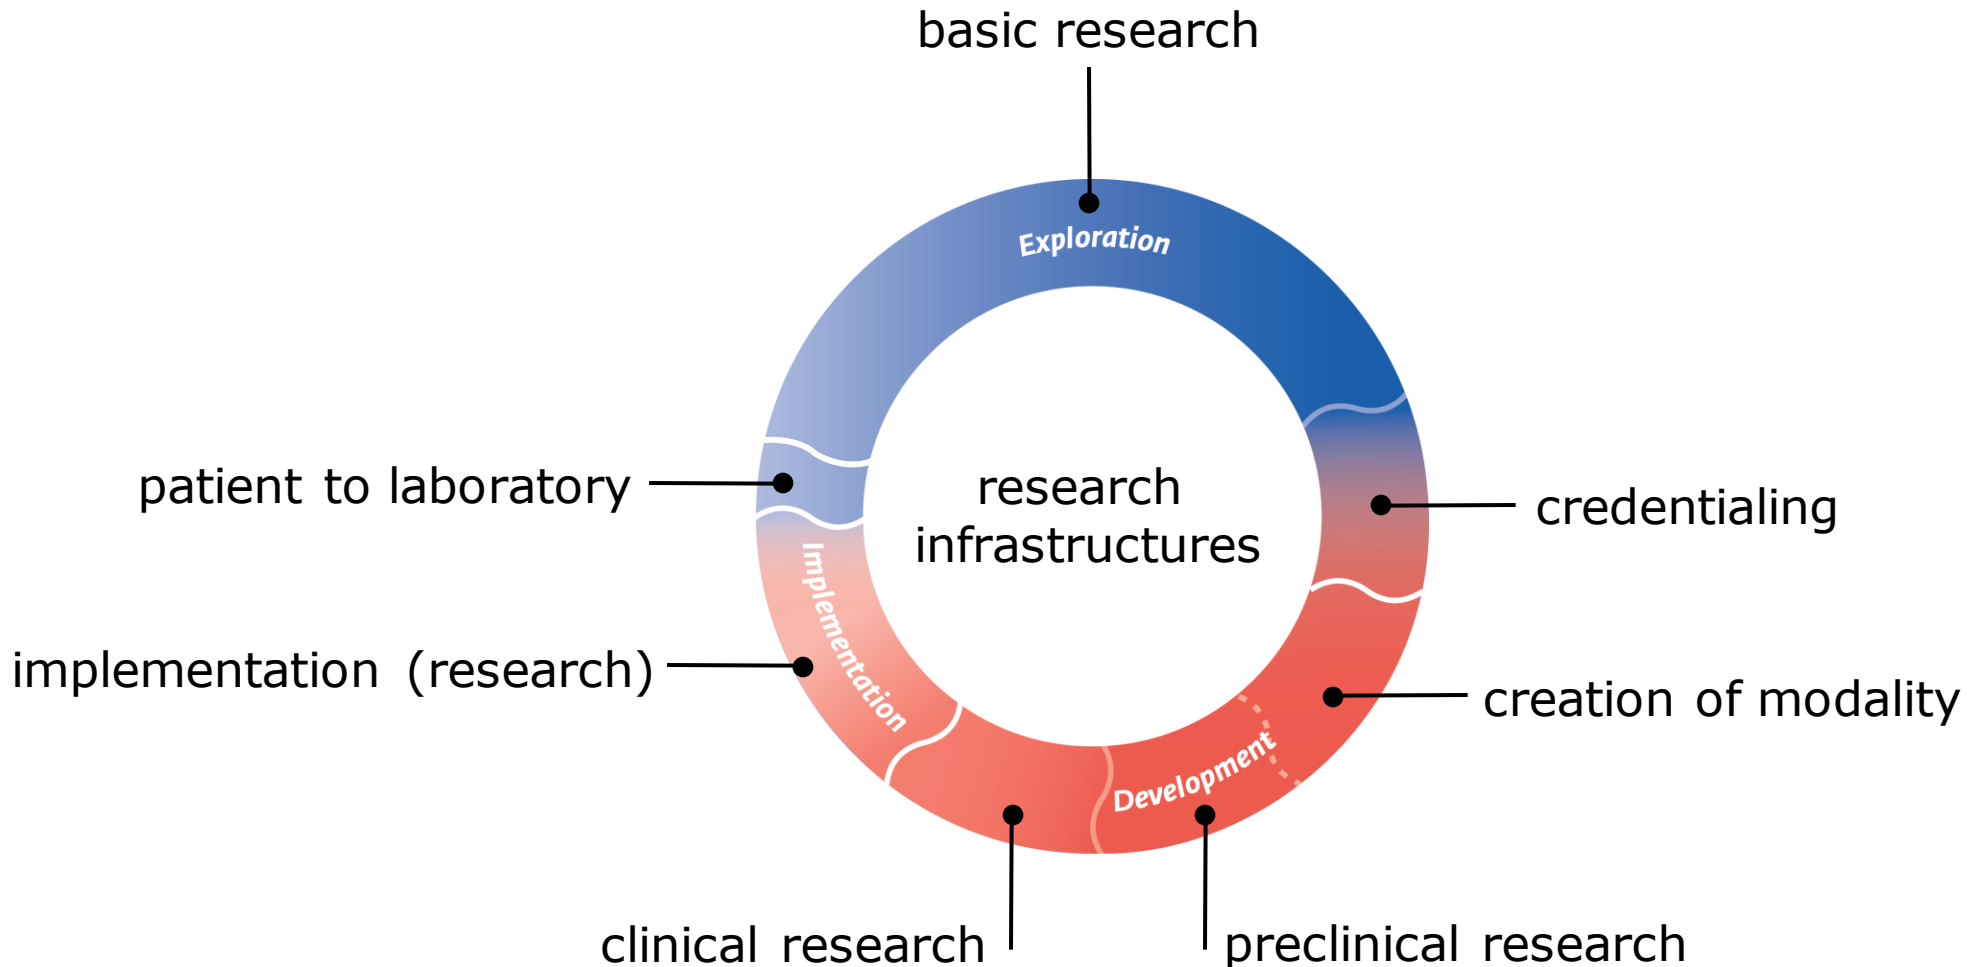 basic research
Exploration
patient to laboratory
research
infrastructures
credentialing
Implementation
implementation (research)
creation of modality
Development
clinical research
preclinical research